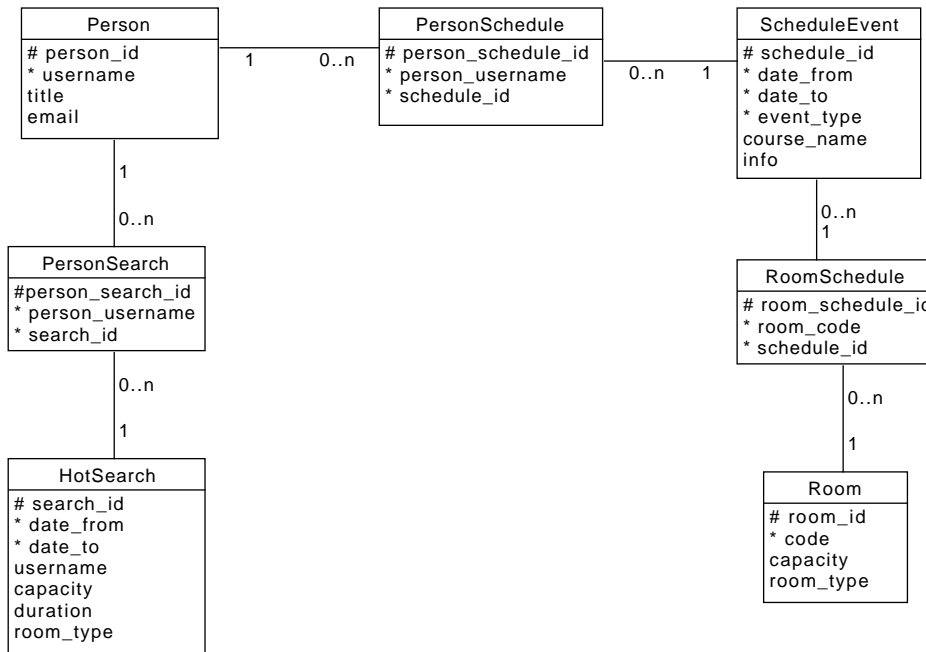 Person
# person_id
* username
title
email
1
0..n
PersonSchedule
# person_schedule_id
* person_username
* schedule_id
0..n
1
ScheduleEvent
# schedule_id
* date_from
* date_to
* event_type
course_name
info
1
0..n
PersonSearch
#person_search_id
* person_username
* search_id
0..n
1
HotSearch
# search_id
* date_from
* date_to
username
capacity
duration
room_type
0..n
1
RoomSchedule
# room_schedule_id
* room_code
* schedule_id
0..n
1
Room
# room_id
* code
capacity
room_type